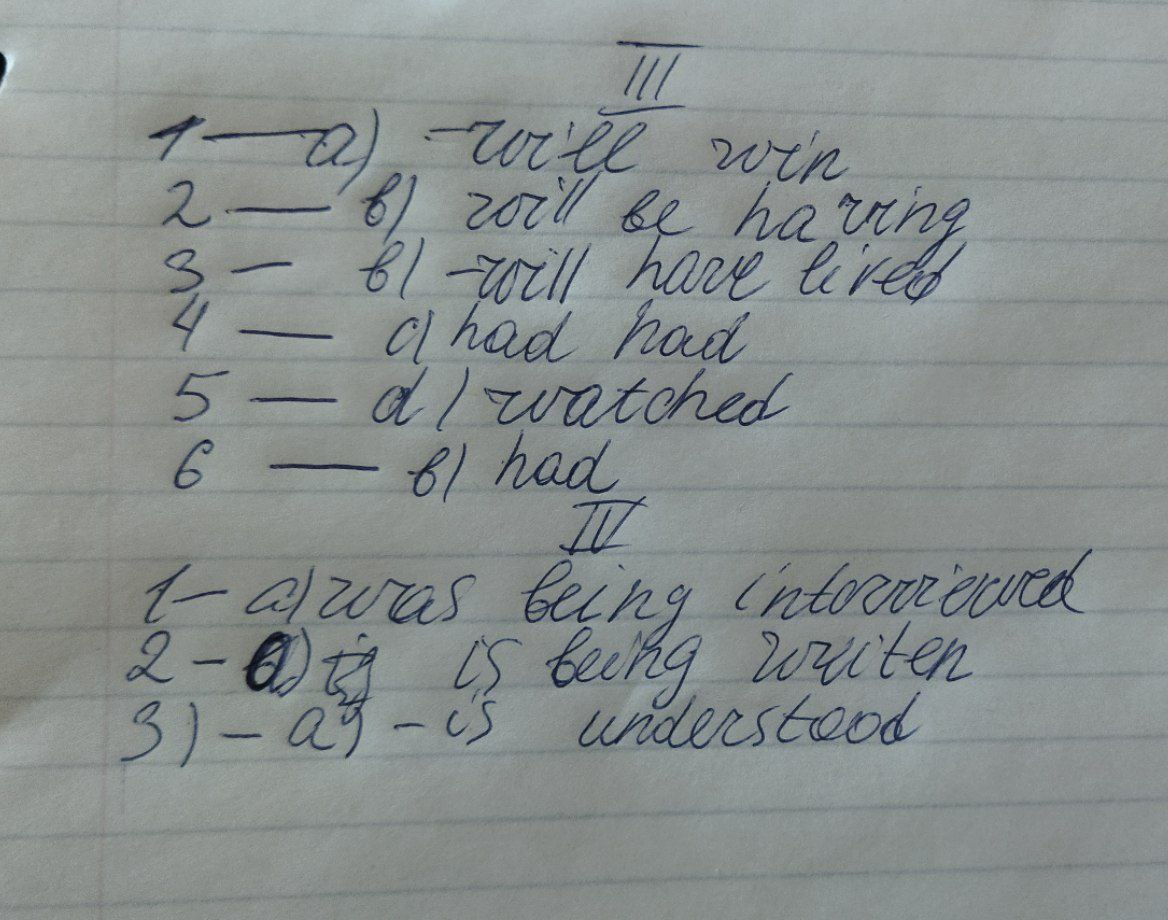 III
1 — a) - will win
2 — в) will be having
3 — в) - will have lived
4 — c) had had
5 — d) watched
6 — в) had
IV
1 - a) was being interviewed
2 - a) is being writen
3) - a) - is understood